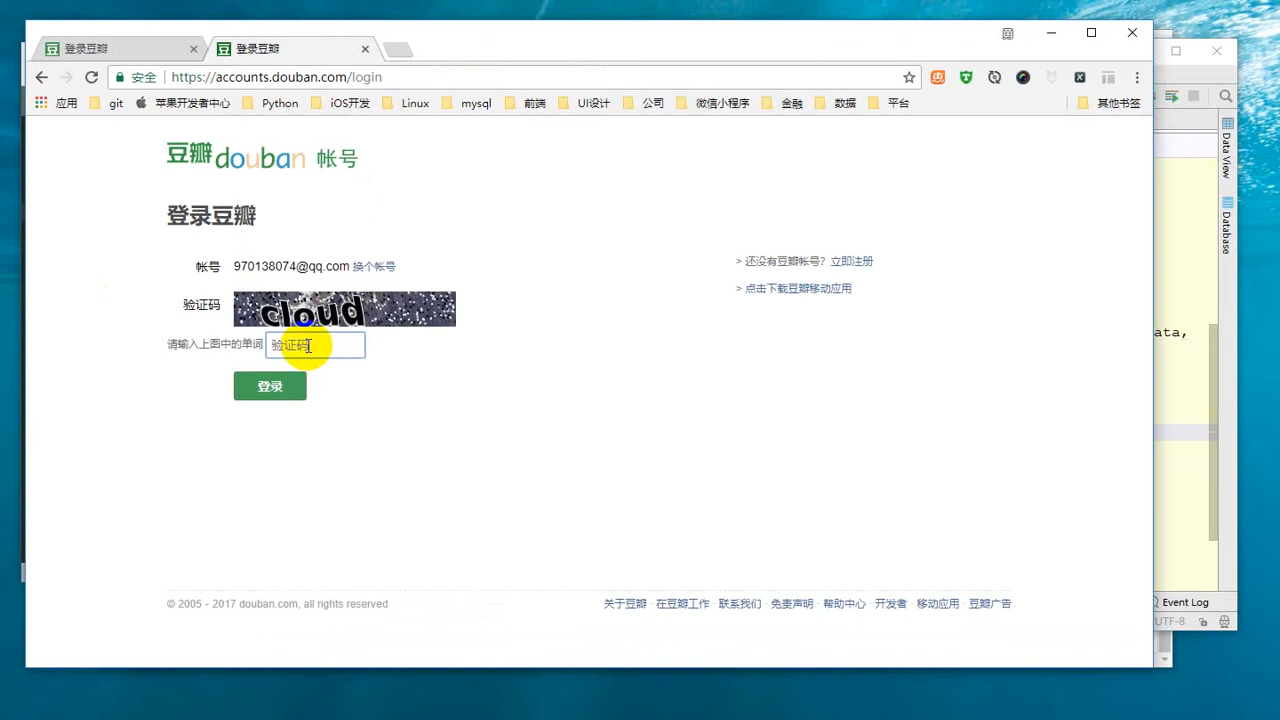 登录豆瓣
登录豆瓣
安全 https://accounts.douban.com/login
应用 git 苹果开发者中心 Python iOS开发 Linux mysql 前端 UI设计 公司 微信小程序 金融 数据 平台 其他书签
豆瓣douban 帐号
登录豆瓣
帐号 970138074@qq.com 换个帐号
验证码 cloud
请输入上图中的单词 验证码
登录
> 还没有豆瓣帐号? 立即注册
> 点击下载豆瓣移动应用
© 2005 - 2017 douban.com, all rights reserved
关于豆瓣 · 在豆瓣工作 · 联系我们 · 免责声明 · 帮助中心 · 开发者 · 移动应用 · 豆瓣广告
Data View
Database
ata,
Event Log
UTF-8